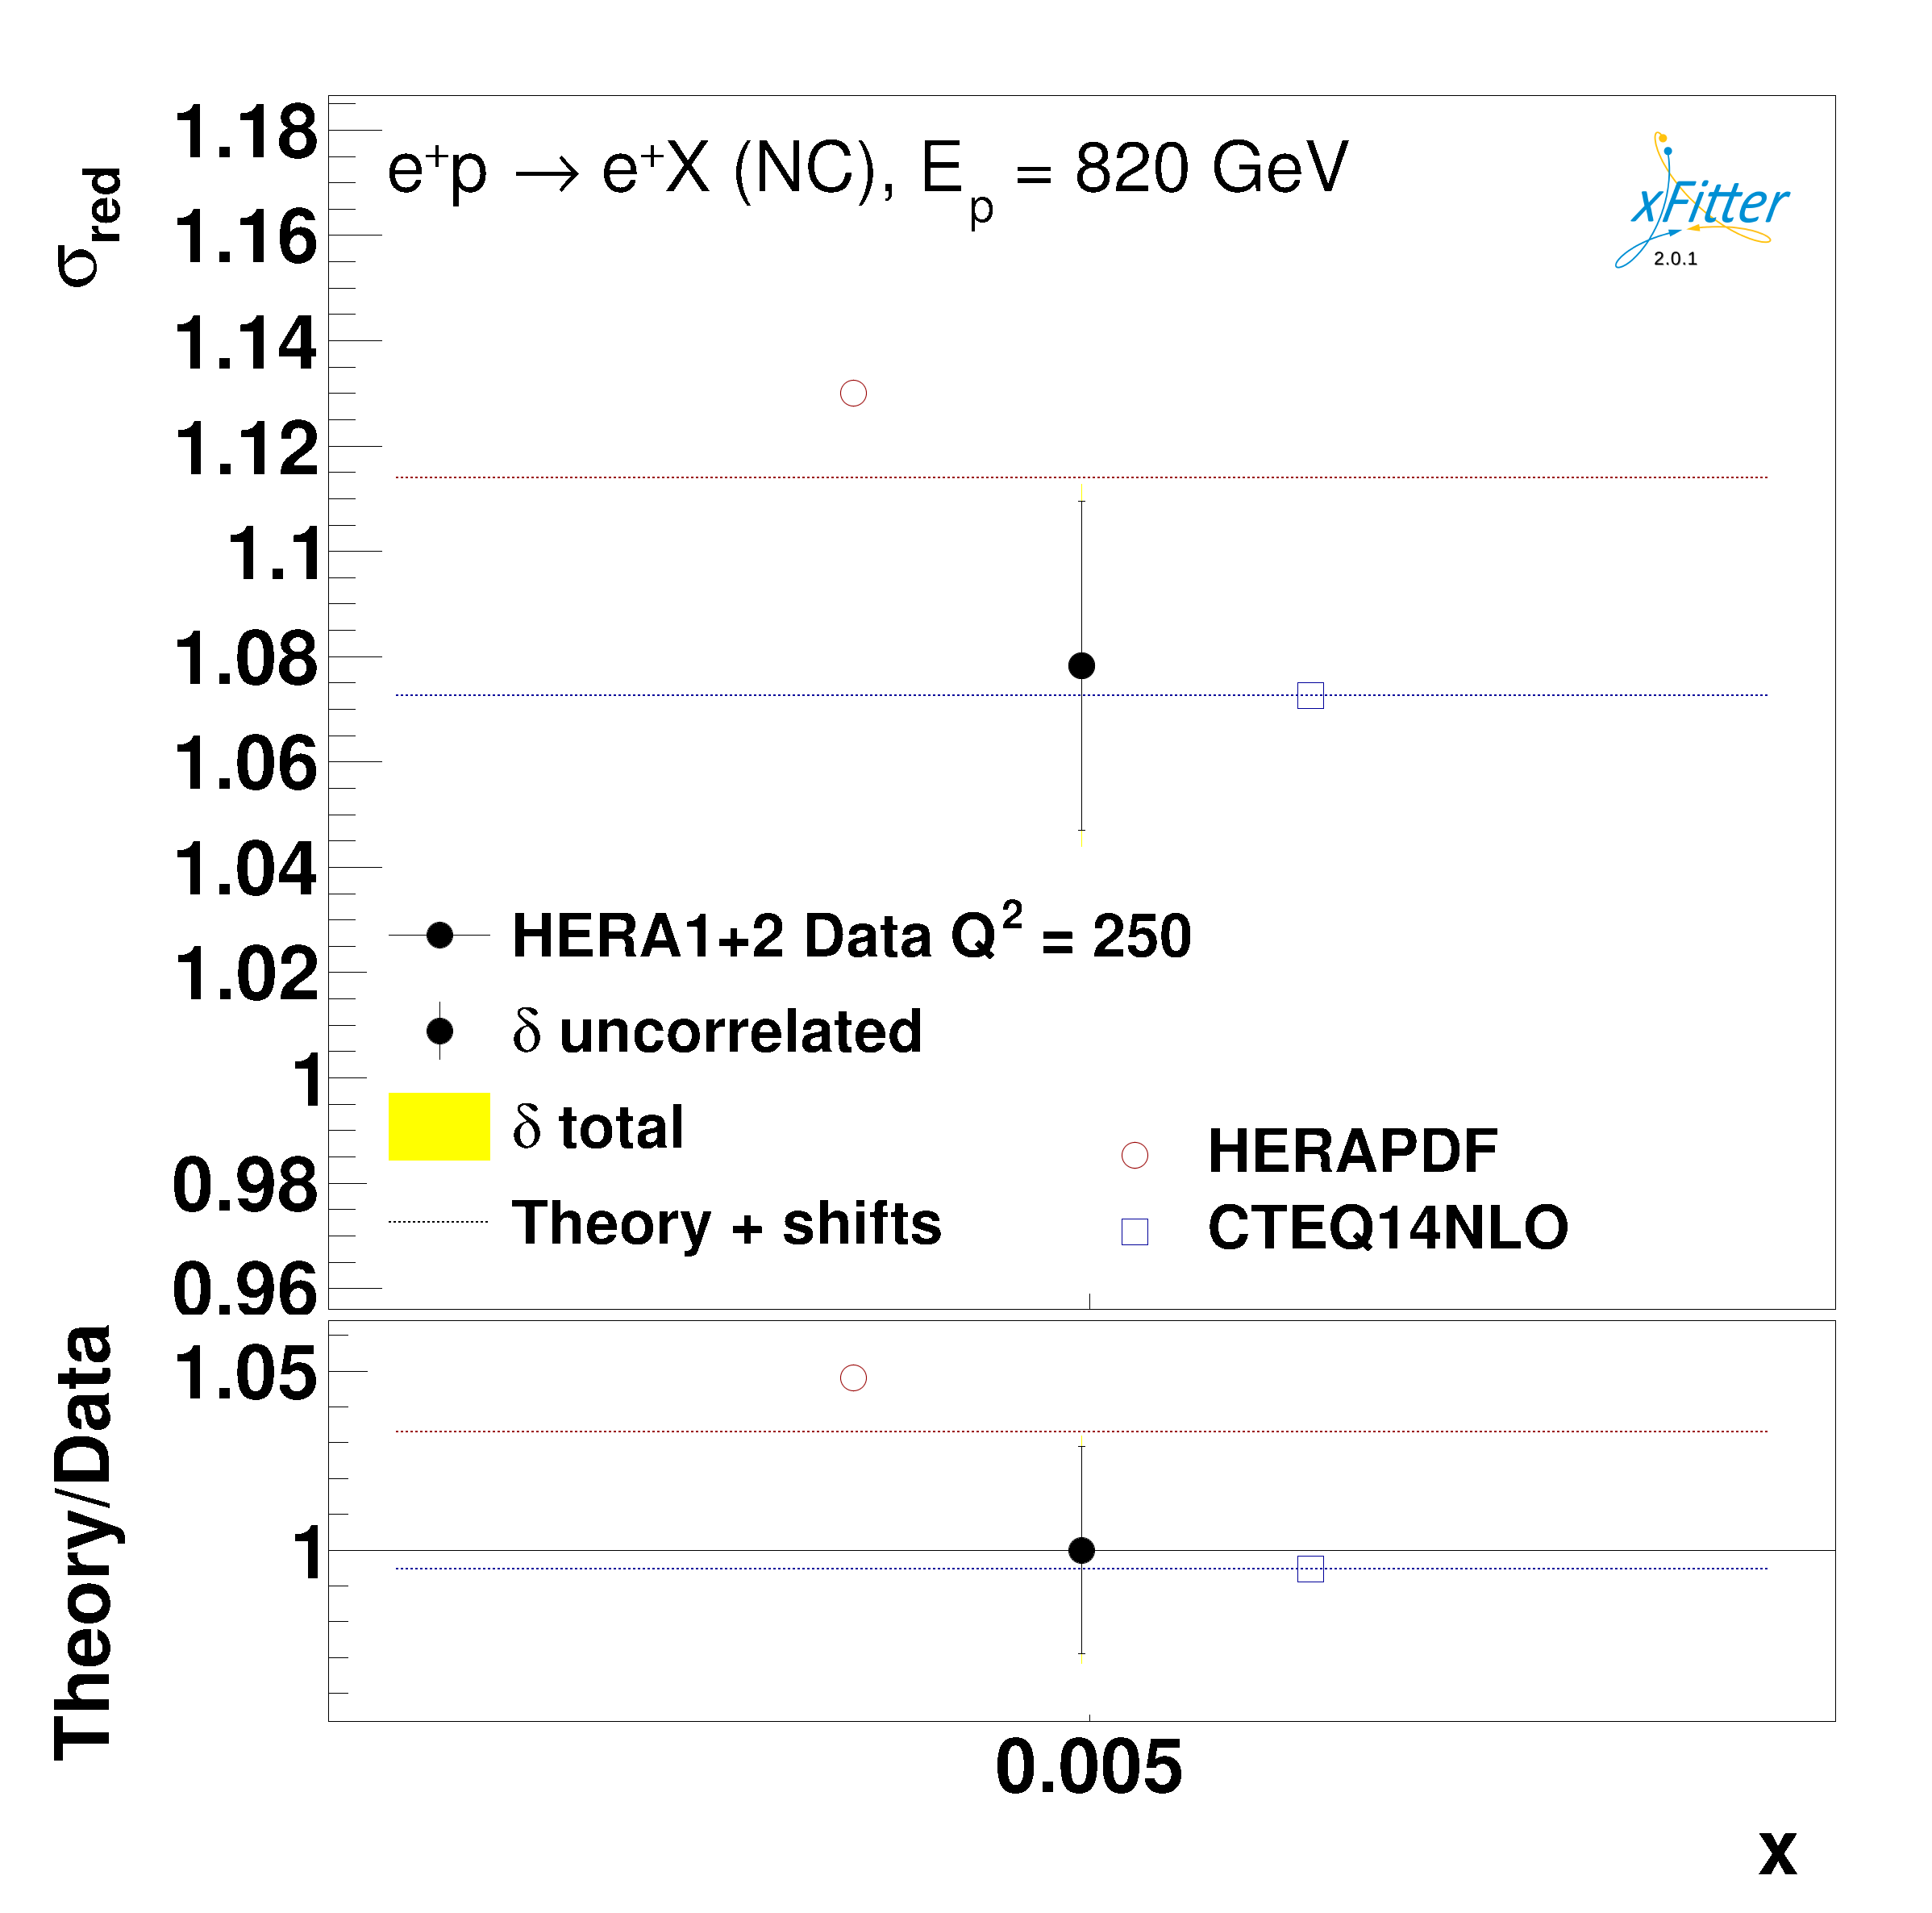 σred
e+p → e+X (NC), Ep = 820 GeV
xFitter
2.0.1
1.18
1.16
1.14
1.12
1.1
1.08
1.06
1.04
1.02
1
0.98
0.96
HERA1+2 Data Q² = 250
δ uncorrelated
δ total
Theory + shifts
HERAPDF
CTEQ14NLO
Theory/Data
1.05
1
0.005
x